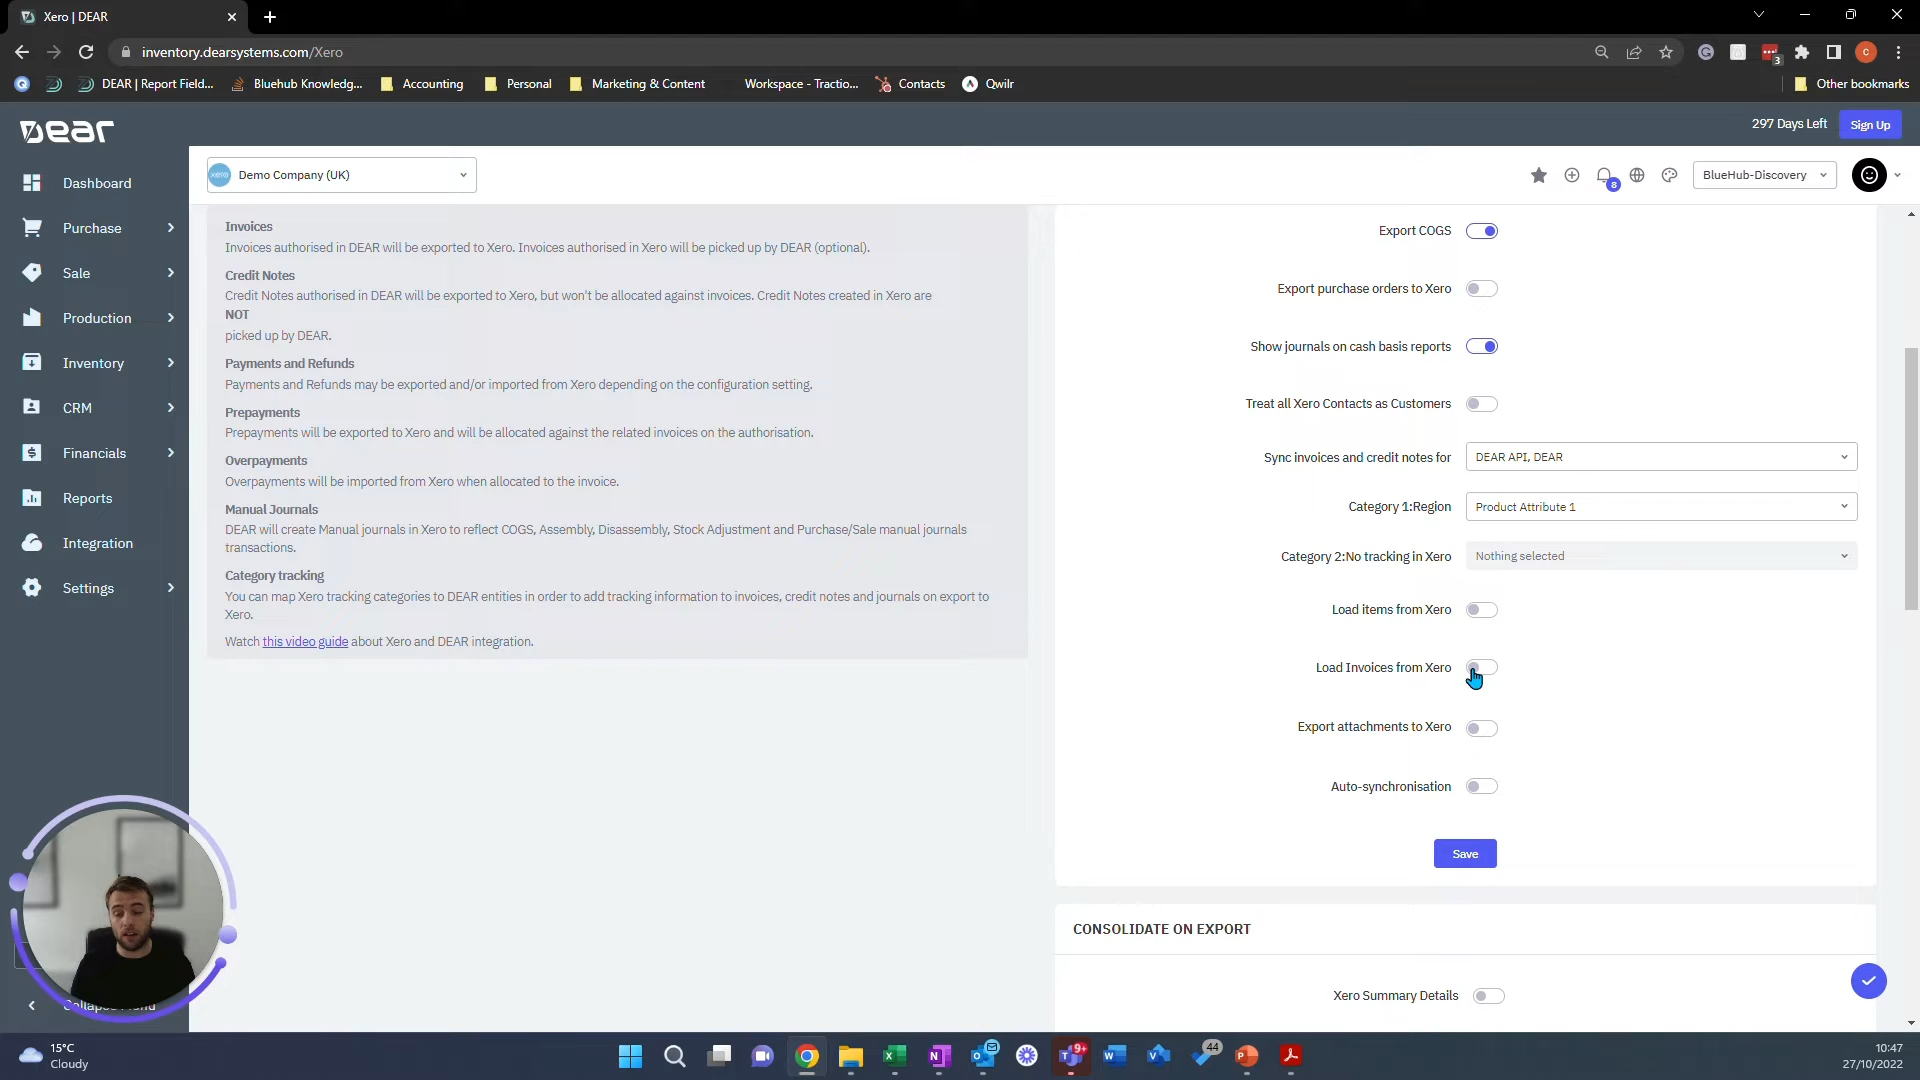 Xero | DEAR
inventory.dearsystems.com/Xero
3
C
DEAR | Report Field...
Bluehub Knowledg...
Accounting
Personal
Marketing & Content
Workspace - Tractio...
Contacts
Qwilr
Other bookmarks
Dear
297 Days Left
Sign Up
xero
Demo Company (UK)
8
BlueHub-Discovery
Dashboard
Purchase
Sale
Production
Inventory
CRM
Financials
Reports
Integration
Settings
Invoices
Invoices authorised in DEAR will be exported to Xero. Invoices authorised in Xero will be picked up by DEAR (optional).
Credit Notes
Credit Notes authorised in DEAR will be exported to Xero, but won't be allocated against invoices. Credit Notes created in Xero are
NOT
picked up by DEAR.
Payments and Refunds
Payments and Refunds may be exported and/or imported from Xero depending on the configuration setting.
Prepayments
Prepayments will be exported to Xero and will be allocated against the related invoices on the authorisation.
Overpayments
Overpayments will be imported from Xero when allocated to the invoice.
Manual Journals
DEAR will create Manual journals in Xero to reflect COGS, Assembly, Disassembly, Stock Adjustment and Purchase/Sale manual journals
transactions.
Category tracking
You can map Xero tracking categories to DEAR entities in order to add tracking information to invoices, credit notes and journals on export to
Xero.
Watch this video guide about Xero and DEAR integration.
Export COGS
Export purchase orders to Xero
Show journals on cash basis reports
Treat all Xero Contacts as Customers
Sync invoices and credit notes for
DEAR API, DEAR
Category 1:Region
Product Attribute 1
Category 2:No tracking in Xero
Nothing selected
Load items from Xero
Load Invoices from Xero
Export attachments to Xero
Auto-synchronisation
Save
CONSOLIDATE ON EXPORT
Xero Summary Details
15°C
Cloudy
9+
44
10:47
27/10/2022